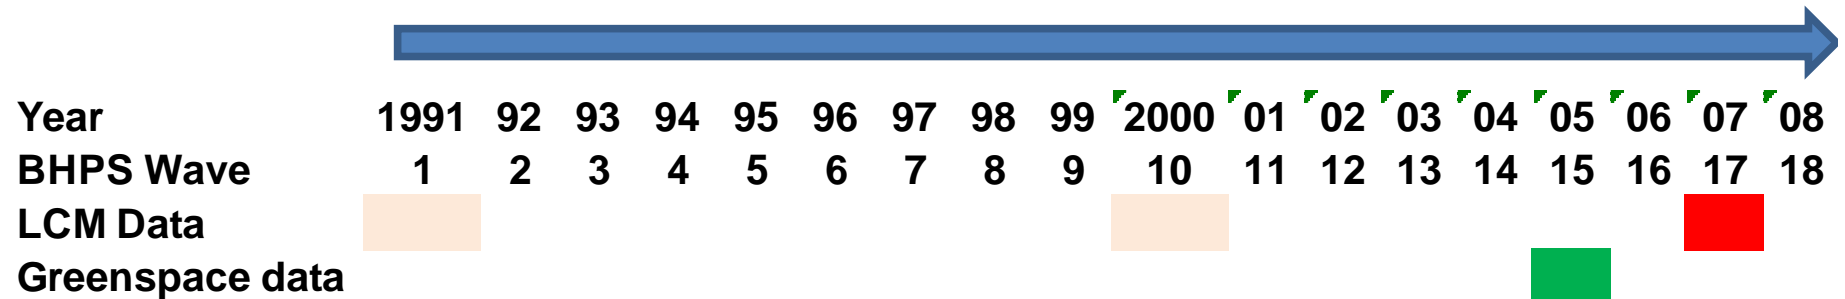 Year 1991 92 93 94 95 96 97 98 99 2000 01 02 03 04 05 06 07 08
BHPS Wave 1 2 3 4 5 6 7 8 9 10 11 12 13 14 15 16 17 18
LCM Data
Greenspace data